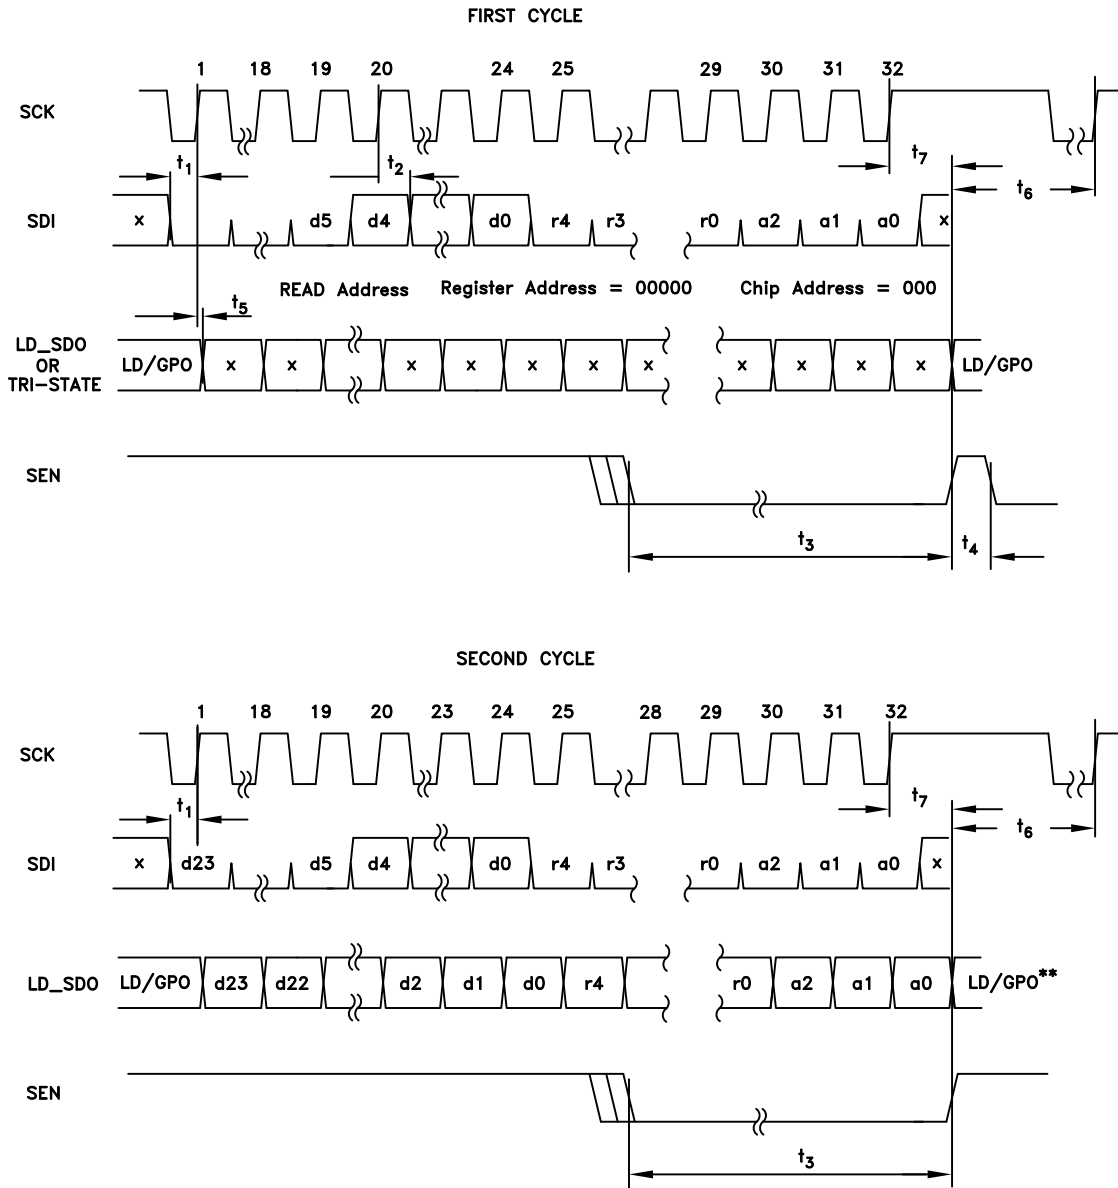 FIRST CYCLE
1 18 19 20 24 25 29 30 31 32
SCK
t1 t2 t7
t6
SDI x d5 d4 d0 r4 r3 r0 a2 a1 a0 x
READ Address Register Address = 00000 Chip Address = 000
t5
LD_SDO
OR
TRI-STATE
LD/GPO x x x x x x x x x x x LD/GPO
SEN
t3 t4
SECOND CYCLE
1 18 19 20 23 24 25 28 29 30 31 32
SCK
t1 t7
t6
SDI x d23 d5 d4 d0 r4 r3 r0 a2 a1 a0 x
LD_SDO LD/GPO d23 d22 d2 d1 d0 r4 r0 a2 a1 a0 LD/GPO**
SEN
t3